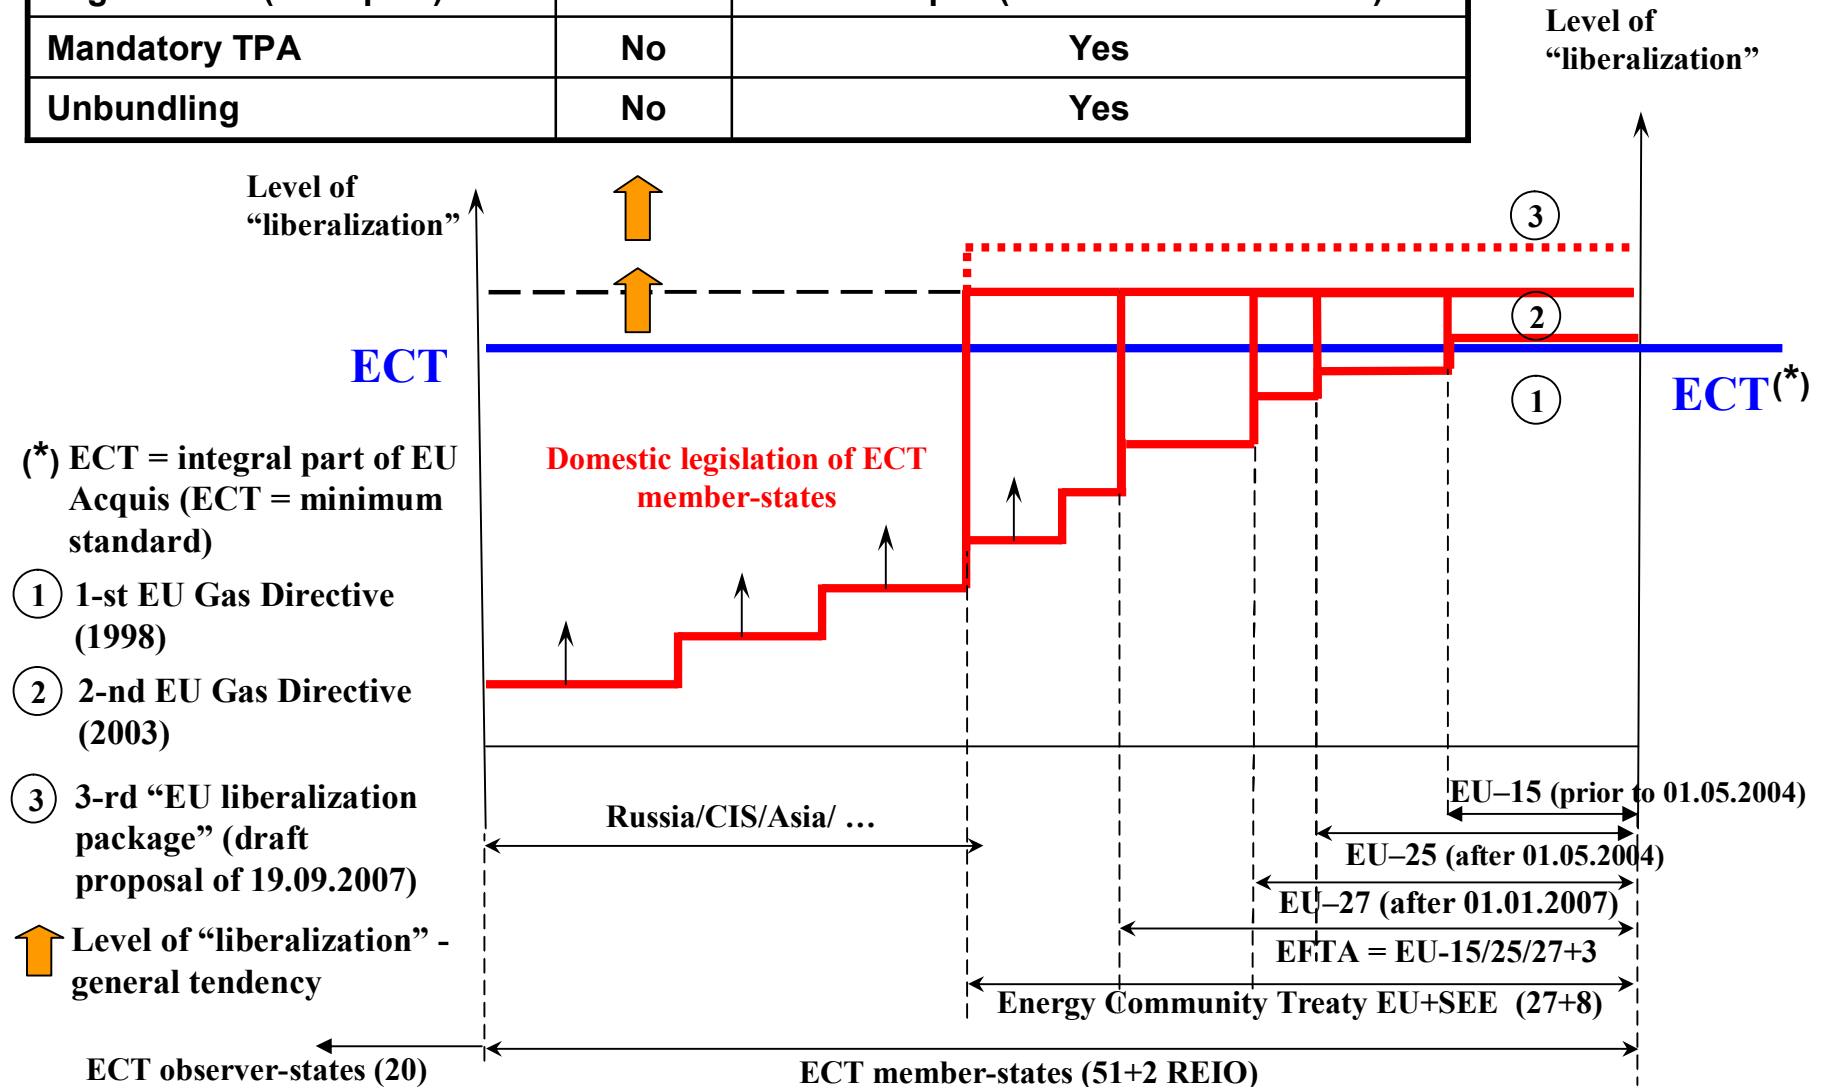 Mandatory TPA No Yes
Unbundling No Yes
Level of
“liberalization”
Level of
“liberalization”
3
2
1
ECT
ECT(*)
Domestic legislation of ECT
member-states
(*) ECT = integral part of EU
Acquis (ECT = minimum
standard)
1 1-st EU Gas Directive
(1998)
2 2-nd EU Gas Directive
(2003)
3 3-rd “EU liberalization
package” (draft
proposal of 19.09.2007)
Level of “liberalization” -
general tendency
Russia/CIS/Asia/ …
EU–15 (prior to 01.05.2004)
EU–25 (after 01.05.2004)
EU–27 (after 01.01.2007)
EFTA = EU-15/25/27+3
Energy Community Treaty EU+SEE (27+8)
ECT observer-states (20)
ECT member-states (51+2 REIO)